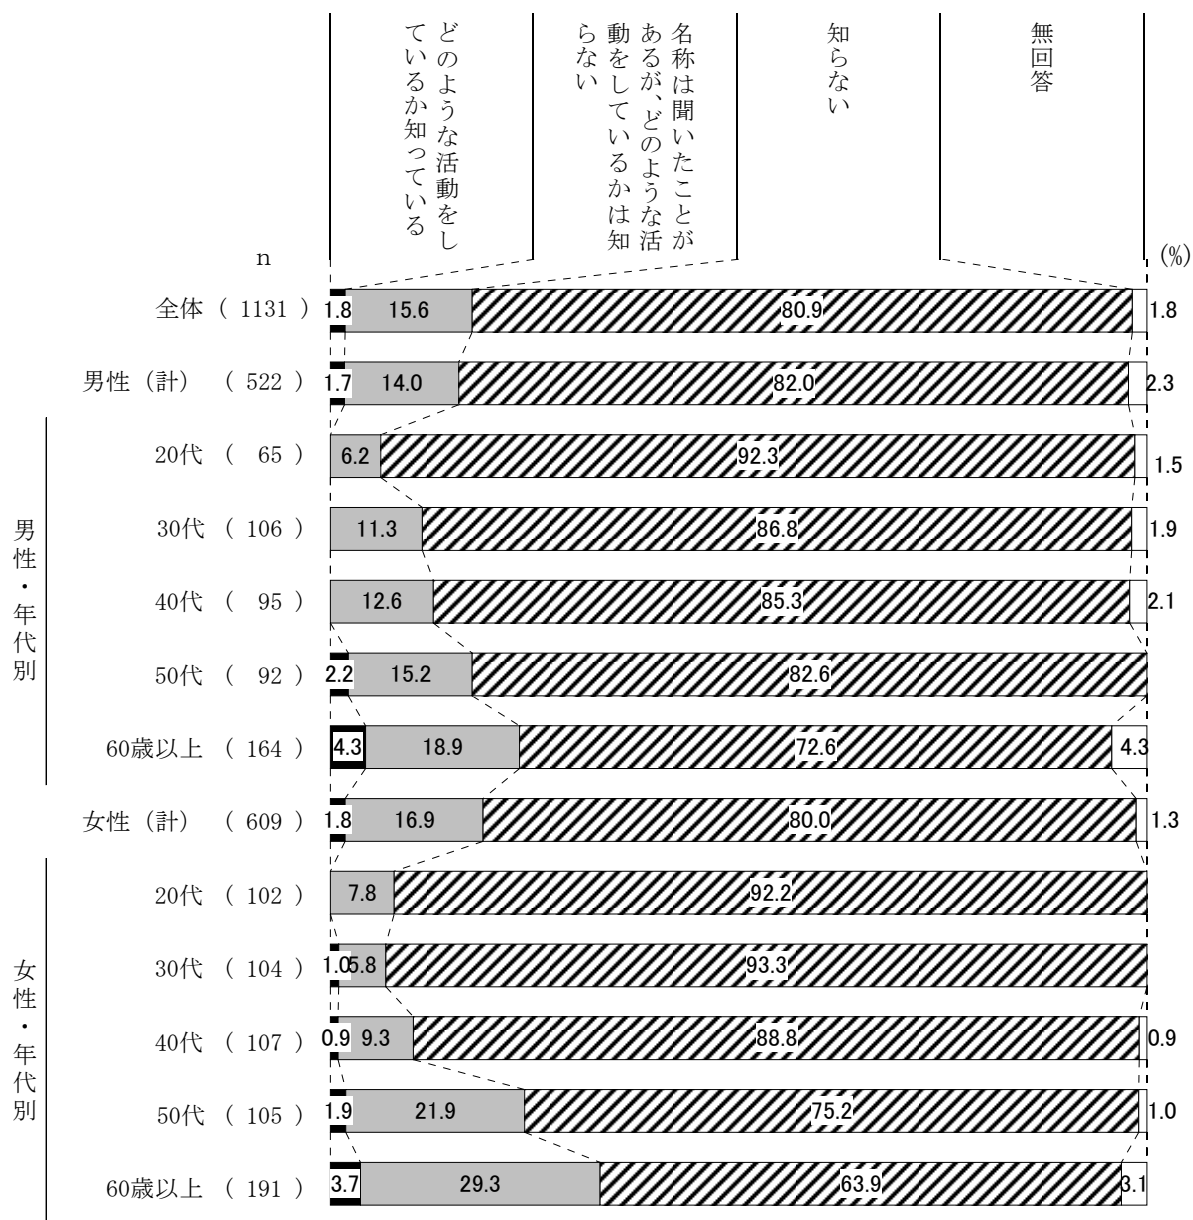 どのような活動をし
ているか知っている
名称は聞いたことが
あるが、どのような活
動をしているかは知
らない
知らない
無回答
n
(%)
全体 ( 1131 ) 1.8 15.6 80.9 1.8
男性（計） ( 522 ) 1.7 14.0 82.0 2.3
男性・年代別
20代 ( 65 ) 6.2 92.3 1.5
30代 ( 106 ) 11.3 86.8 1.9
40代 ( 95 ) 12.6 85.3 2.1
50代 ( 92 ) 2.2 15.2 82.6
60歳以上 ( 164 ) 4.3 18.9 72.6 4.3
女性（計） ( 609 ) 1.8 16.9 80.0 1.3
女性・年代別
20代 ( 102 ) 7.8 92.2
30代 ( 104 ) 1.0 5.8 93.3
40代 ( 107 ) 0.9 9.3 88.8 0.9
50代 ( 105 ) 1.9 21.9 75.2 1.0
60歳以上 ( 191 ) 3.7 29.3 63.9 3.1